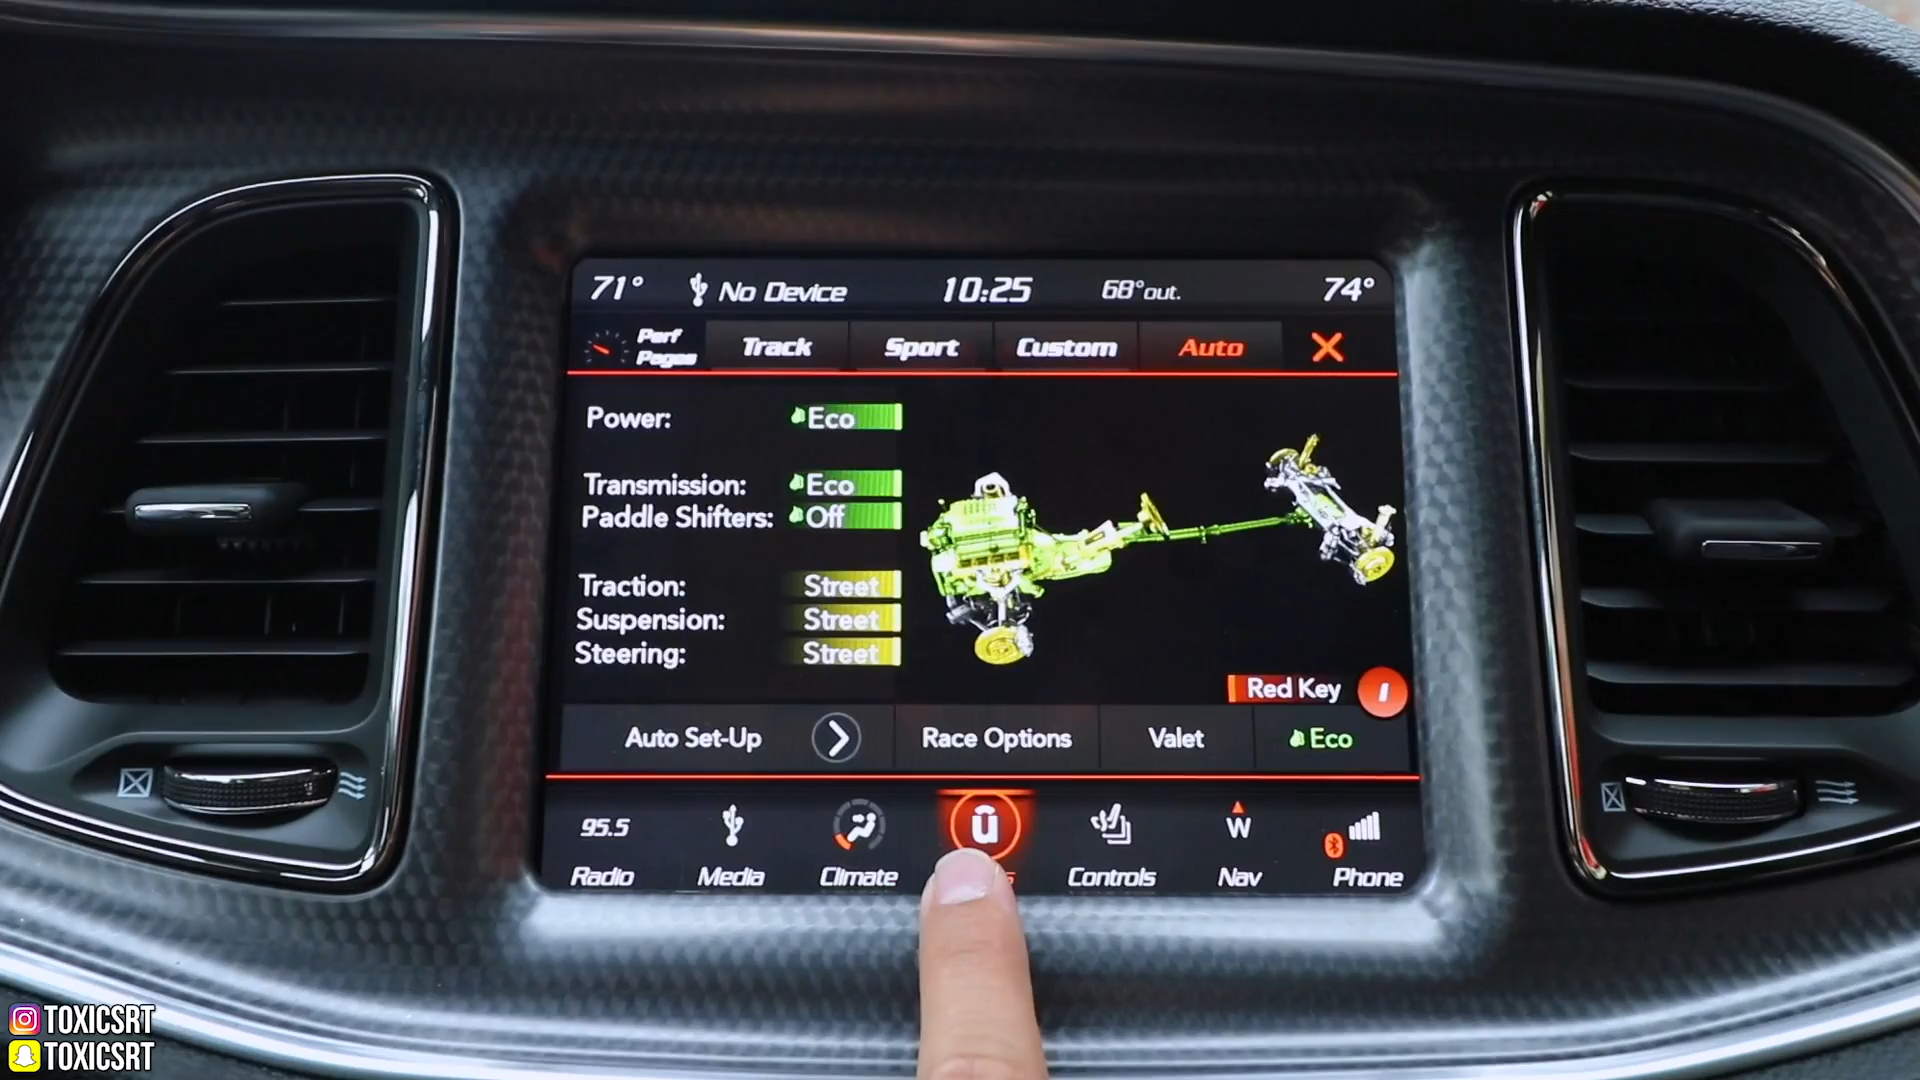 71° No Device 10:25 68°out. 74°
Perf Pages Track Sport Custom Auto
Power: Eco
Transmission: Eco
Paddle Shifters: Off
Traction: Street
Suspension: Street
Steering: Street
Red Key
Auto Set-Up Race Options Valet Eco
95.5 W
Radio Media Climate Controls Nav Phone
TOXICSRT
TOXICSRT